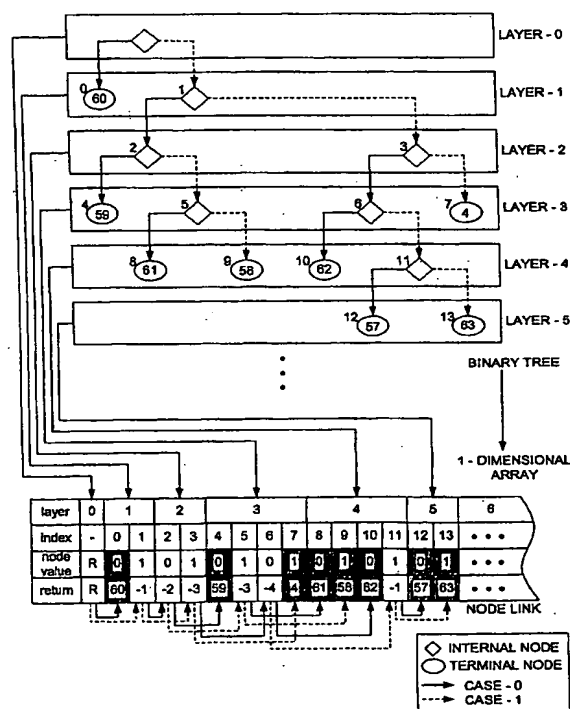 LAYER - 0
0 60 1 LAYER - 1
2 3 LAYER - 2
4 59 5 6 7 4 LAYER - 3
8 61 9 58 10 62 11 LAYER - 4
12 57 13 63 LAYER - 5
BINARY TREE
1 - DIMENSIONAL
ARRAY
layer 0 1 2 3 4 5 6
index - 0 1 2 3 4 5 6 7 8 9 10 11 12 13 • • •
node value R 0 1 0 1 0 1 0 1 0 1 0 1 0 1 • • •
return R 60 -1 -2 -3 59 -3 -4 4 61 58 62 -1 57 63 • • •
NODE LINK
INTERNAL NODE
TERMINAL NODE
CASE - 0
CASE - 1